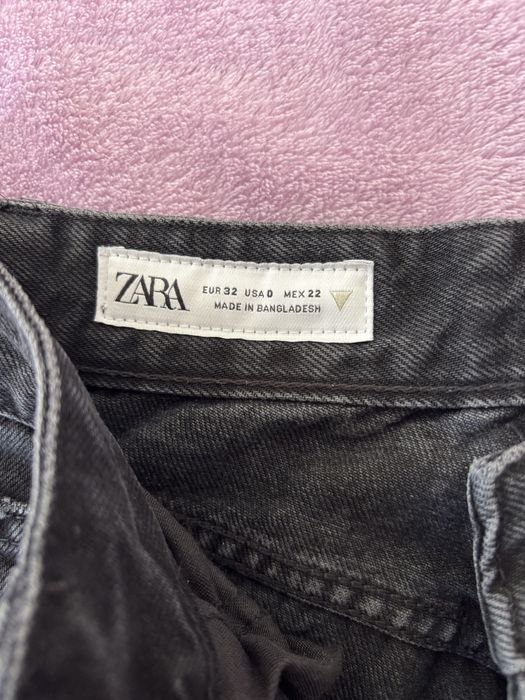 ZARA
EUR 32 USA 0 MEX 22
MADE IN BANGLADESH